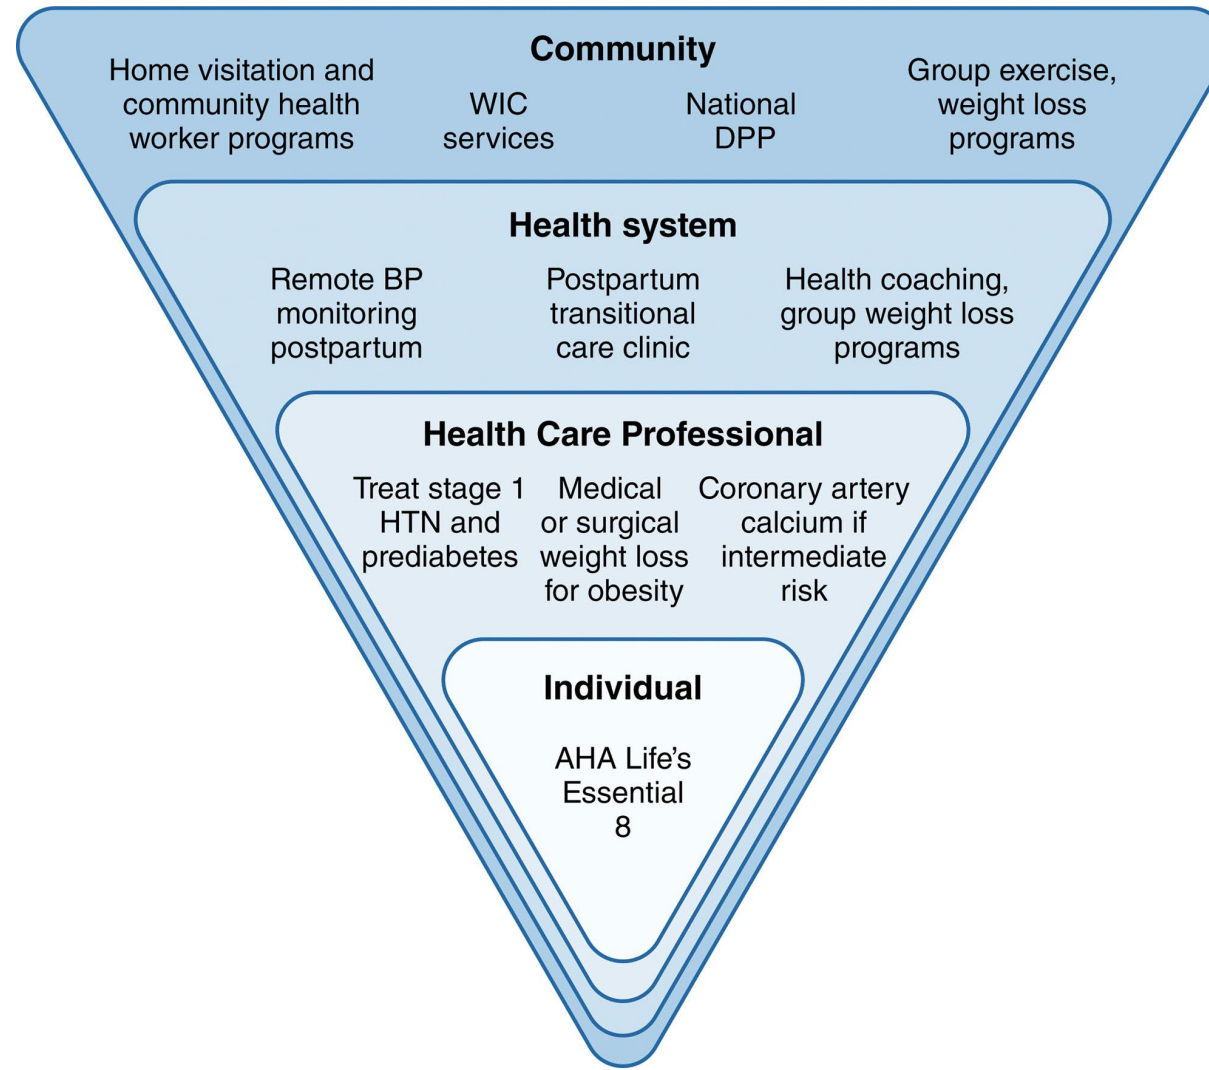 Community
Home visitation and
community health
worker programs
WIC
services
National
DPP
Group exercise,
weight loss
programs
Health system
Remote BP
monitoring
postpartum
Postpartum
transitional
care clinic
Health coaching,
group weight loss
programs
Health Care Professional
Treat stage 1
HTN and
prediabetes
Medical
or surgical
weight loss
for obesity
Coronary artery
calcium if
intermediate
risk
Individual
AHA Life’s
Essential
8